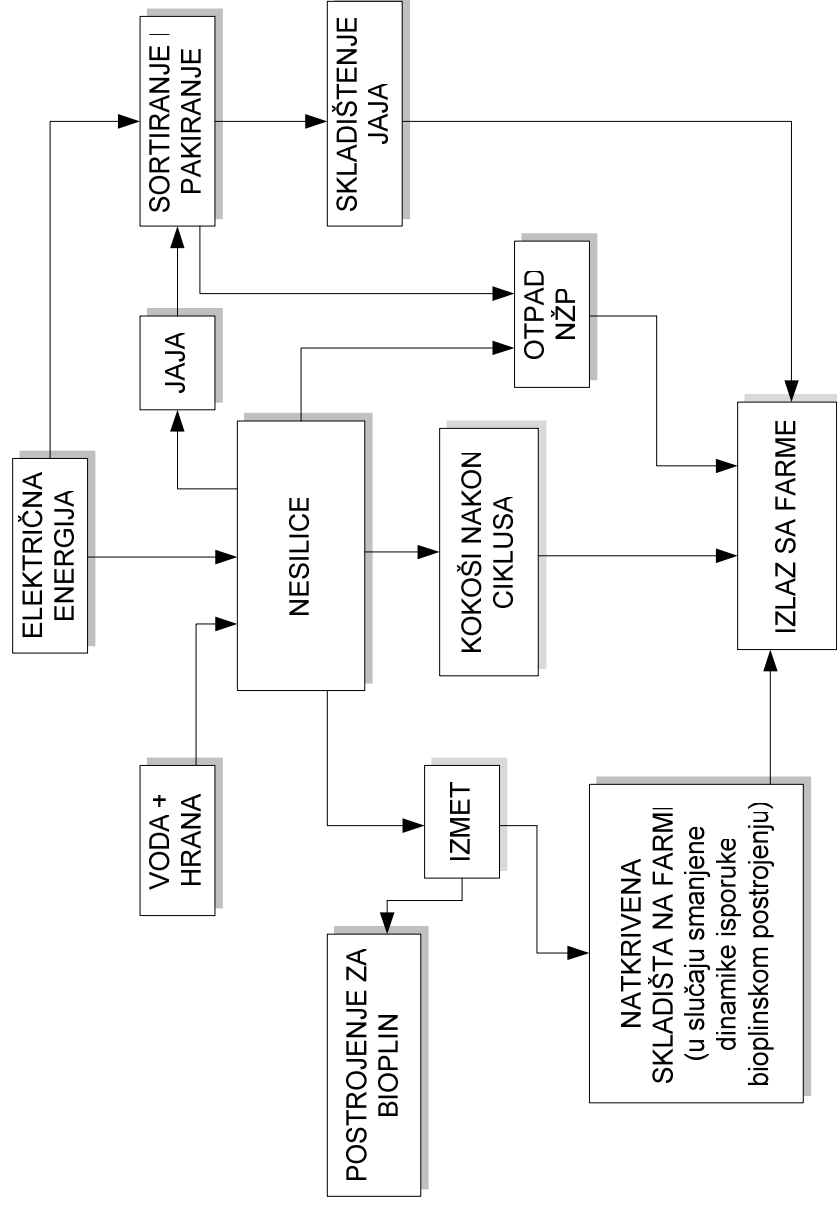 ELEKTRIČNA
ENERGIJA
VODA +
HRANA
JAJA
SORTIRANJE I
PAKIRANJE
NESILICE
SKLADIŠTENJE
JAJA
POSTROJENJE ZA
BIOPLIN
IZMET
KOKOŠI NAKON
CIKLUSA
OTPAD
NŽP
NATKRIVENA
SKLADIŠTA NA FARMI
(u slučaju smanjene
dinamike isporuke
bioplinskom postrojenju)
IZLAZ SA FARME